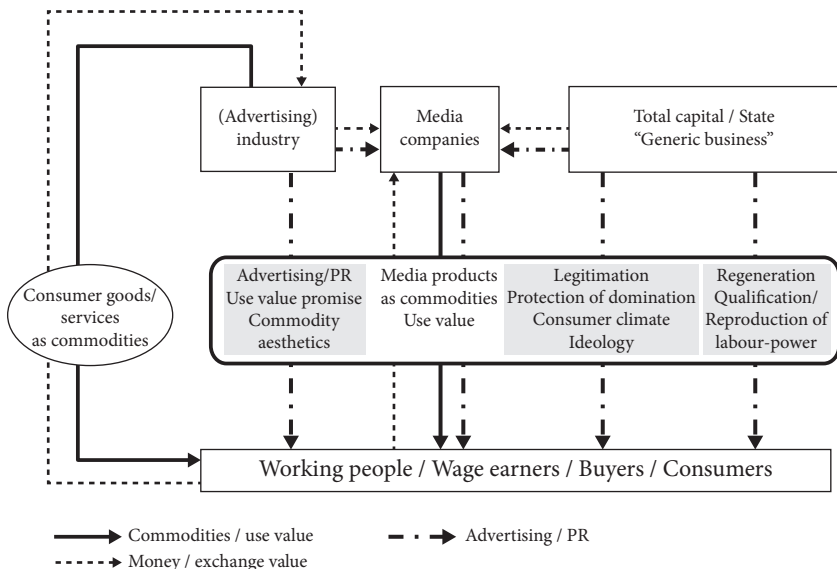 (Advertising)
industry
Media
companies
Total capital / State
“Generic business”
Consumer goods/
services
as commodities
Advertising/PR
Use value promise
Commodity
aesthetics
Media products
as commodities
Use value
Legitimation
Protection of domination
Consumer climate
Ideology
Regeneration
Qualification/
Reproduction of
labour-power
Working people / Wage earners / Buyers / Consumers
Commodities / use value
Advertising / PR
Money / exchange value